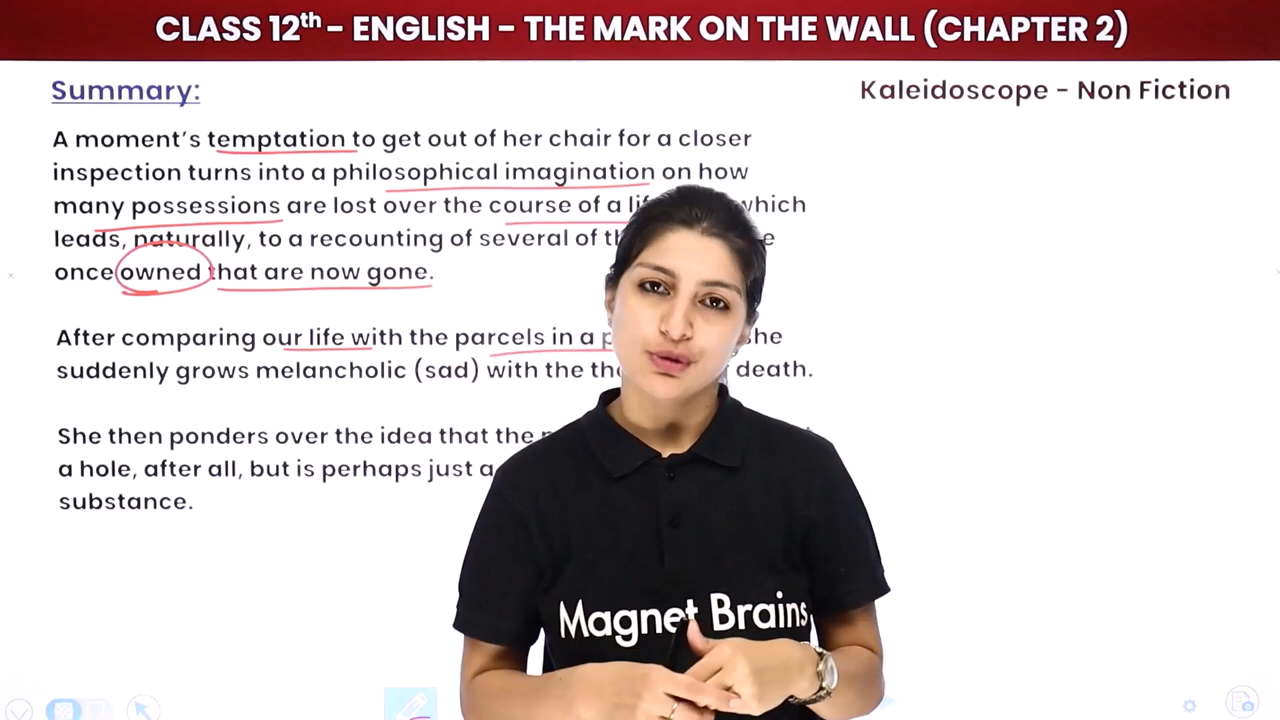 CLASS 12th - ENGLISH - THE MARK ON THE WALL (CHAPTER 2)
Summary:
Kaleidoscope - Non Fiction
A moment's temptation to get out of her chair for a closer
inspection turns into a philosophical imagination on how
many possessions are lost over the course of a which
leads, naturally, to a recounting of several of
once owned that are now gone.
After comparing our life with the parcels in a
suddenly grows melancholic (sad) with the death.
She then ponders over the idea that the
a hole, after all, but is perhaps just a
substance.
Magnet Brains